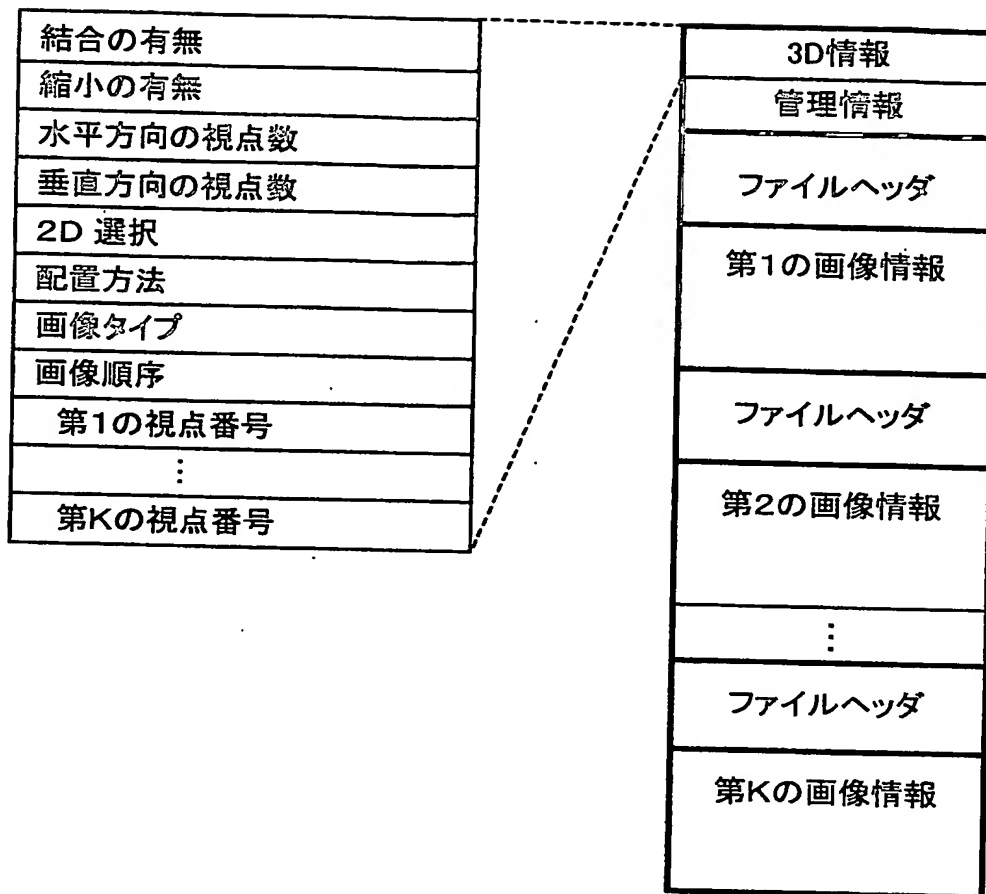 結合の有無
縮小の有無
水平方向の視点数
垂直方向の視点数
2D 選択
配置方法
画像タイプ
画像順序
第1の視点番号
⋮
第Kの視点番号
3D情報
管理情報
ファイルヘッダ
第1の画像情報
ファイルヘッダ
第2の画像情報
⋮
ファイルヘッダ
第Kの画像情報